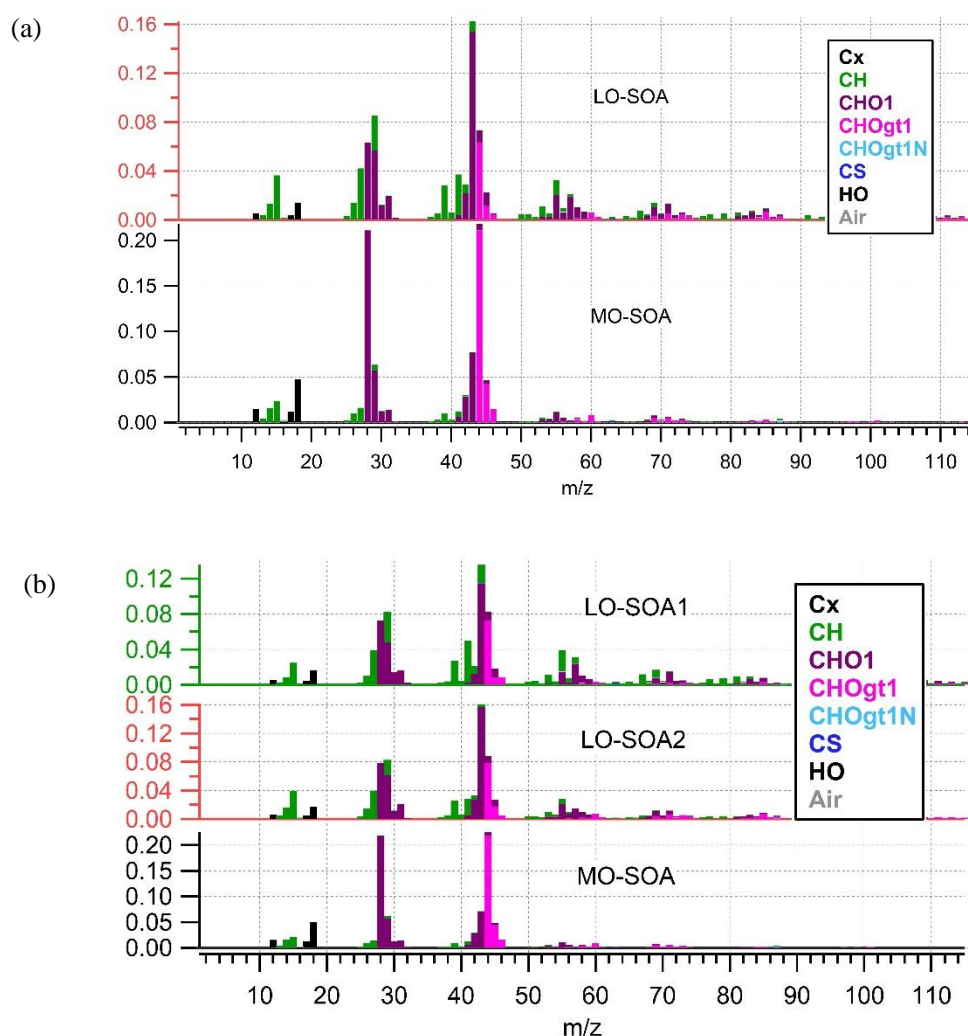 (a)
0.16
0.12
0.08
0.04
0.00
LO-SOA
Cx
CH
CHO1
CHOgt1
CHOgt1N
CS
HO
Air
0.20
0.15
0.10
0.05
0.00
MO-SOA
10 20 30 40 50 60 70 80 90 100 110
m/z
(b)
0.12
0.08
0.04
0.00
LO-SOA1
Cx
CH
CHO1
CHOgt1
CHOgt1N
CS
HO
Air
0.16
0.12
0.08
0.04
0.00
LO-SOA2
0.20
0.15
0.10
0.05
0.00
MO-SOA
10 20 30 40 50 60 70 80 90 100 110
m/z